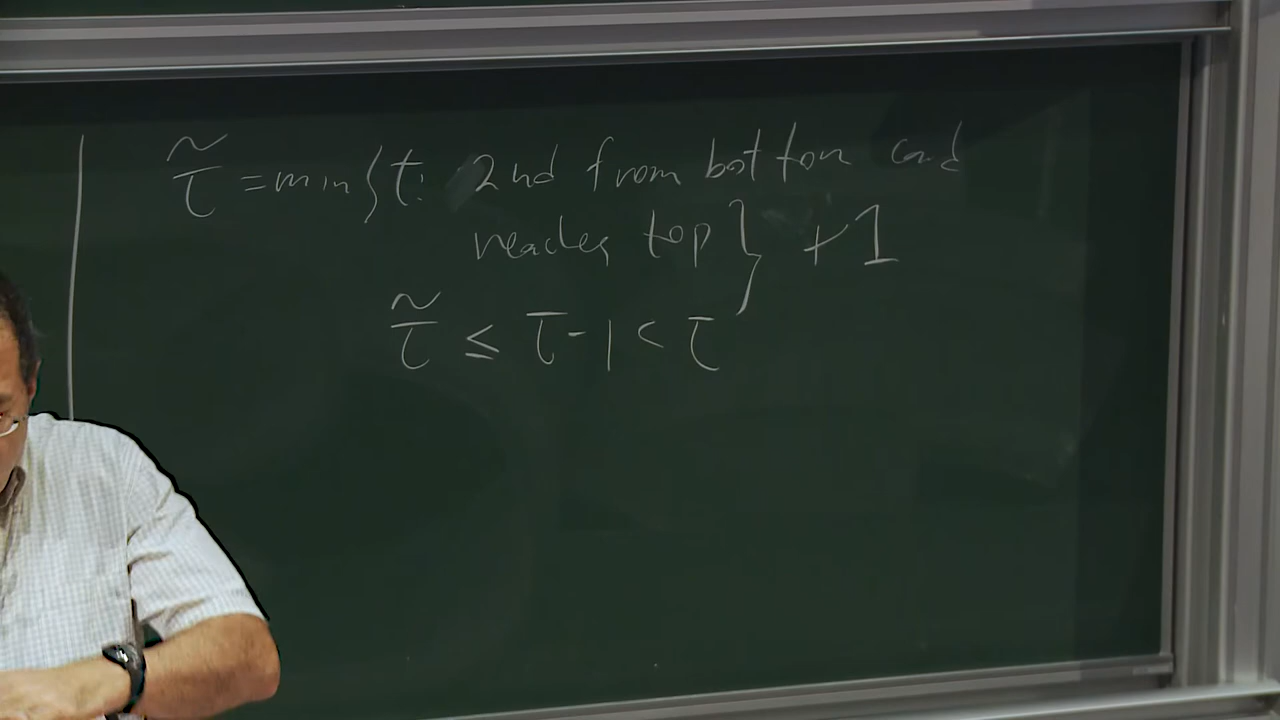 τ̃ = min{t: 2nd from bottom card
reaches top} + 1
τ̃ ≤ τ - 1 < τ